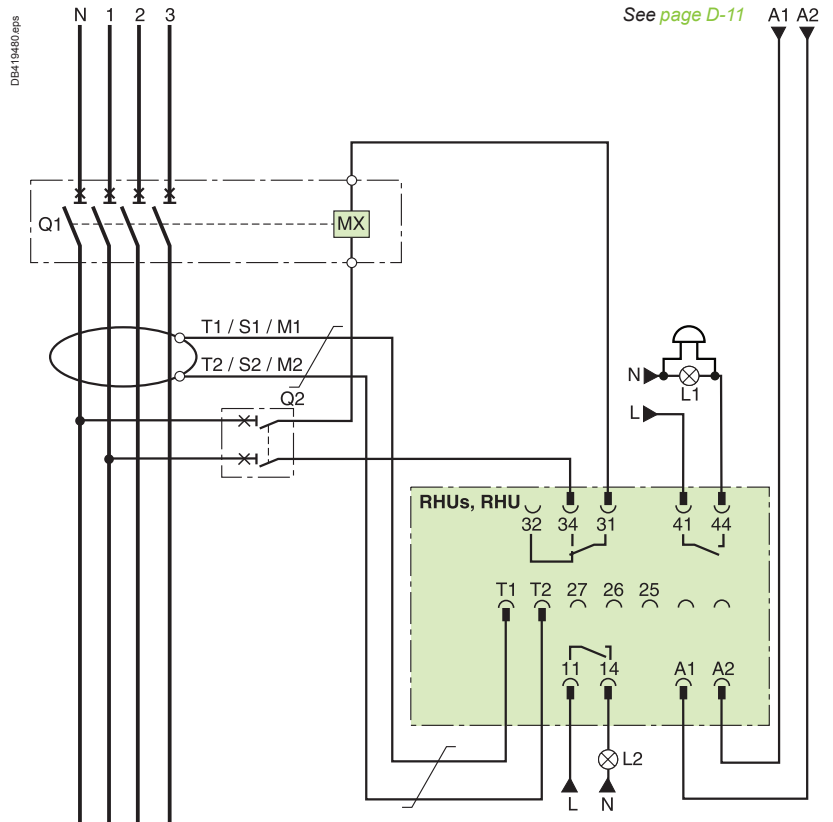 N 1 2 3
See page D-11
A1 A2
DB419480.eps
Q1
MX
T1 / S1 / M1
T2 / S2 / M2
Q2
N
L1
L
RHUs, RHU
32 34 31 41 44
T1 T2 27 26 25
11 14 A1 A2
L2
L N